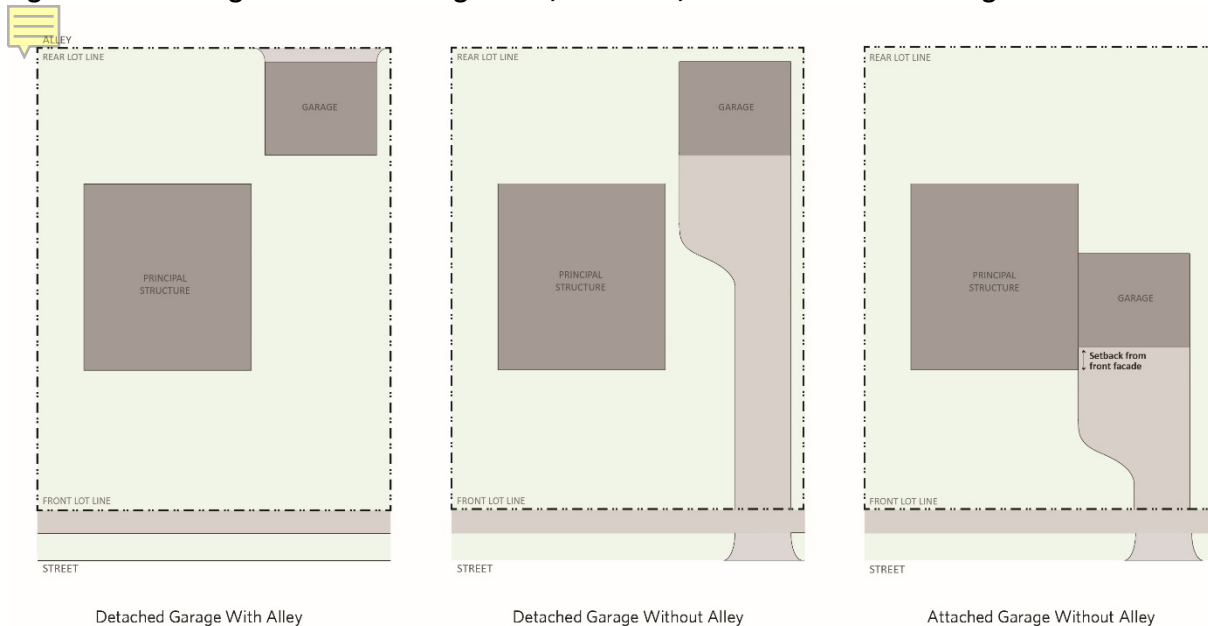 ALLEY
REAR LOT LINE
GARAGE
PRINCIPAL
STRUCTURE
FRONT LOT LINE
STREET
Detached Garage With Alley
REAR LOT LINE
GARAGE
PRINCIPAL
STRUCTURE
FRONT LOT LINE
STREET
Detached Garage Without Alley
REAR LOT LINE
PRINCIPAL
STRUCTURE
GARAGE
Setback from
front facade
FRONT LOT LINE
STREET
Attached Garage Without Alley